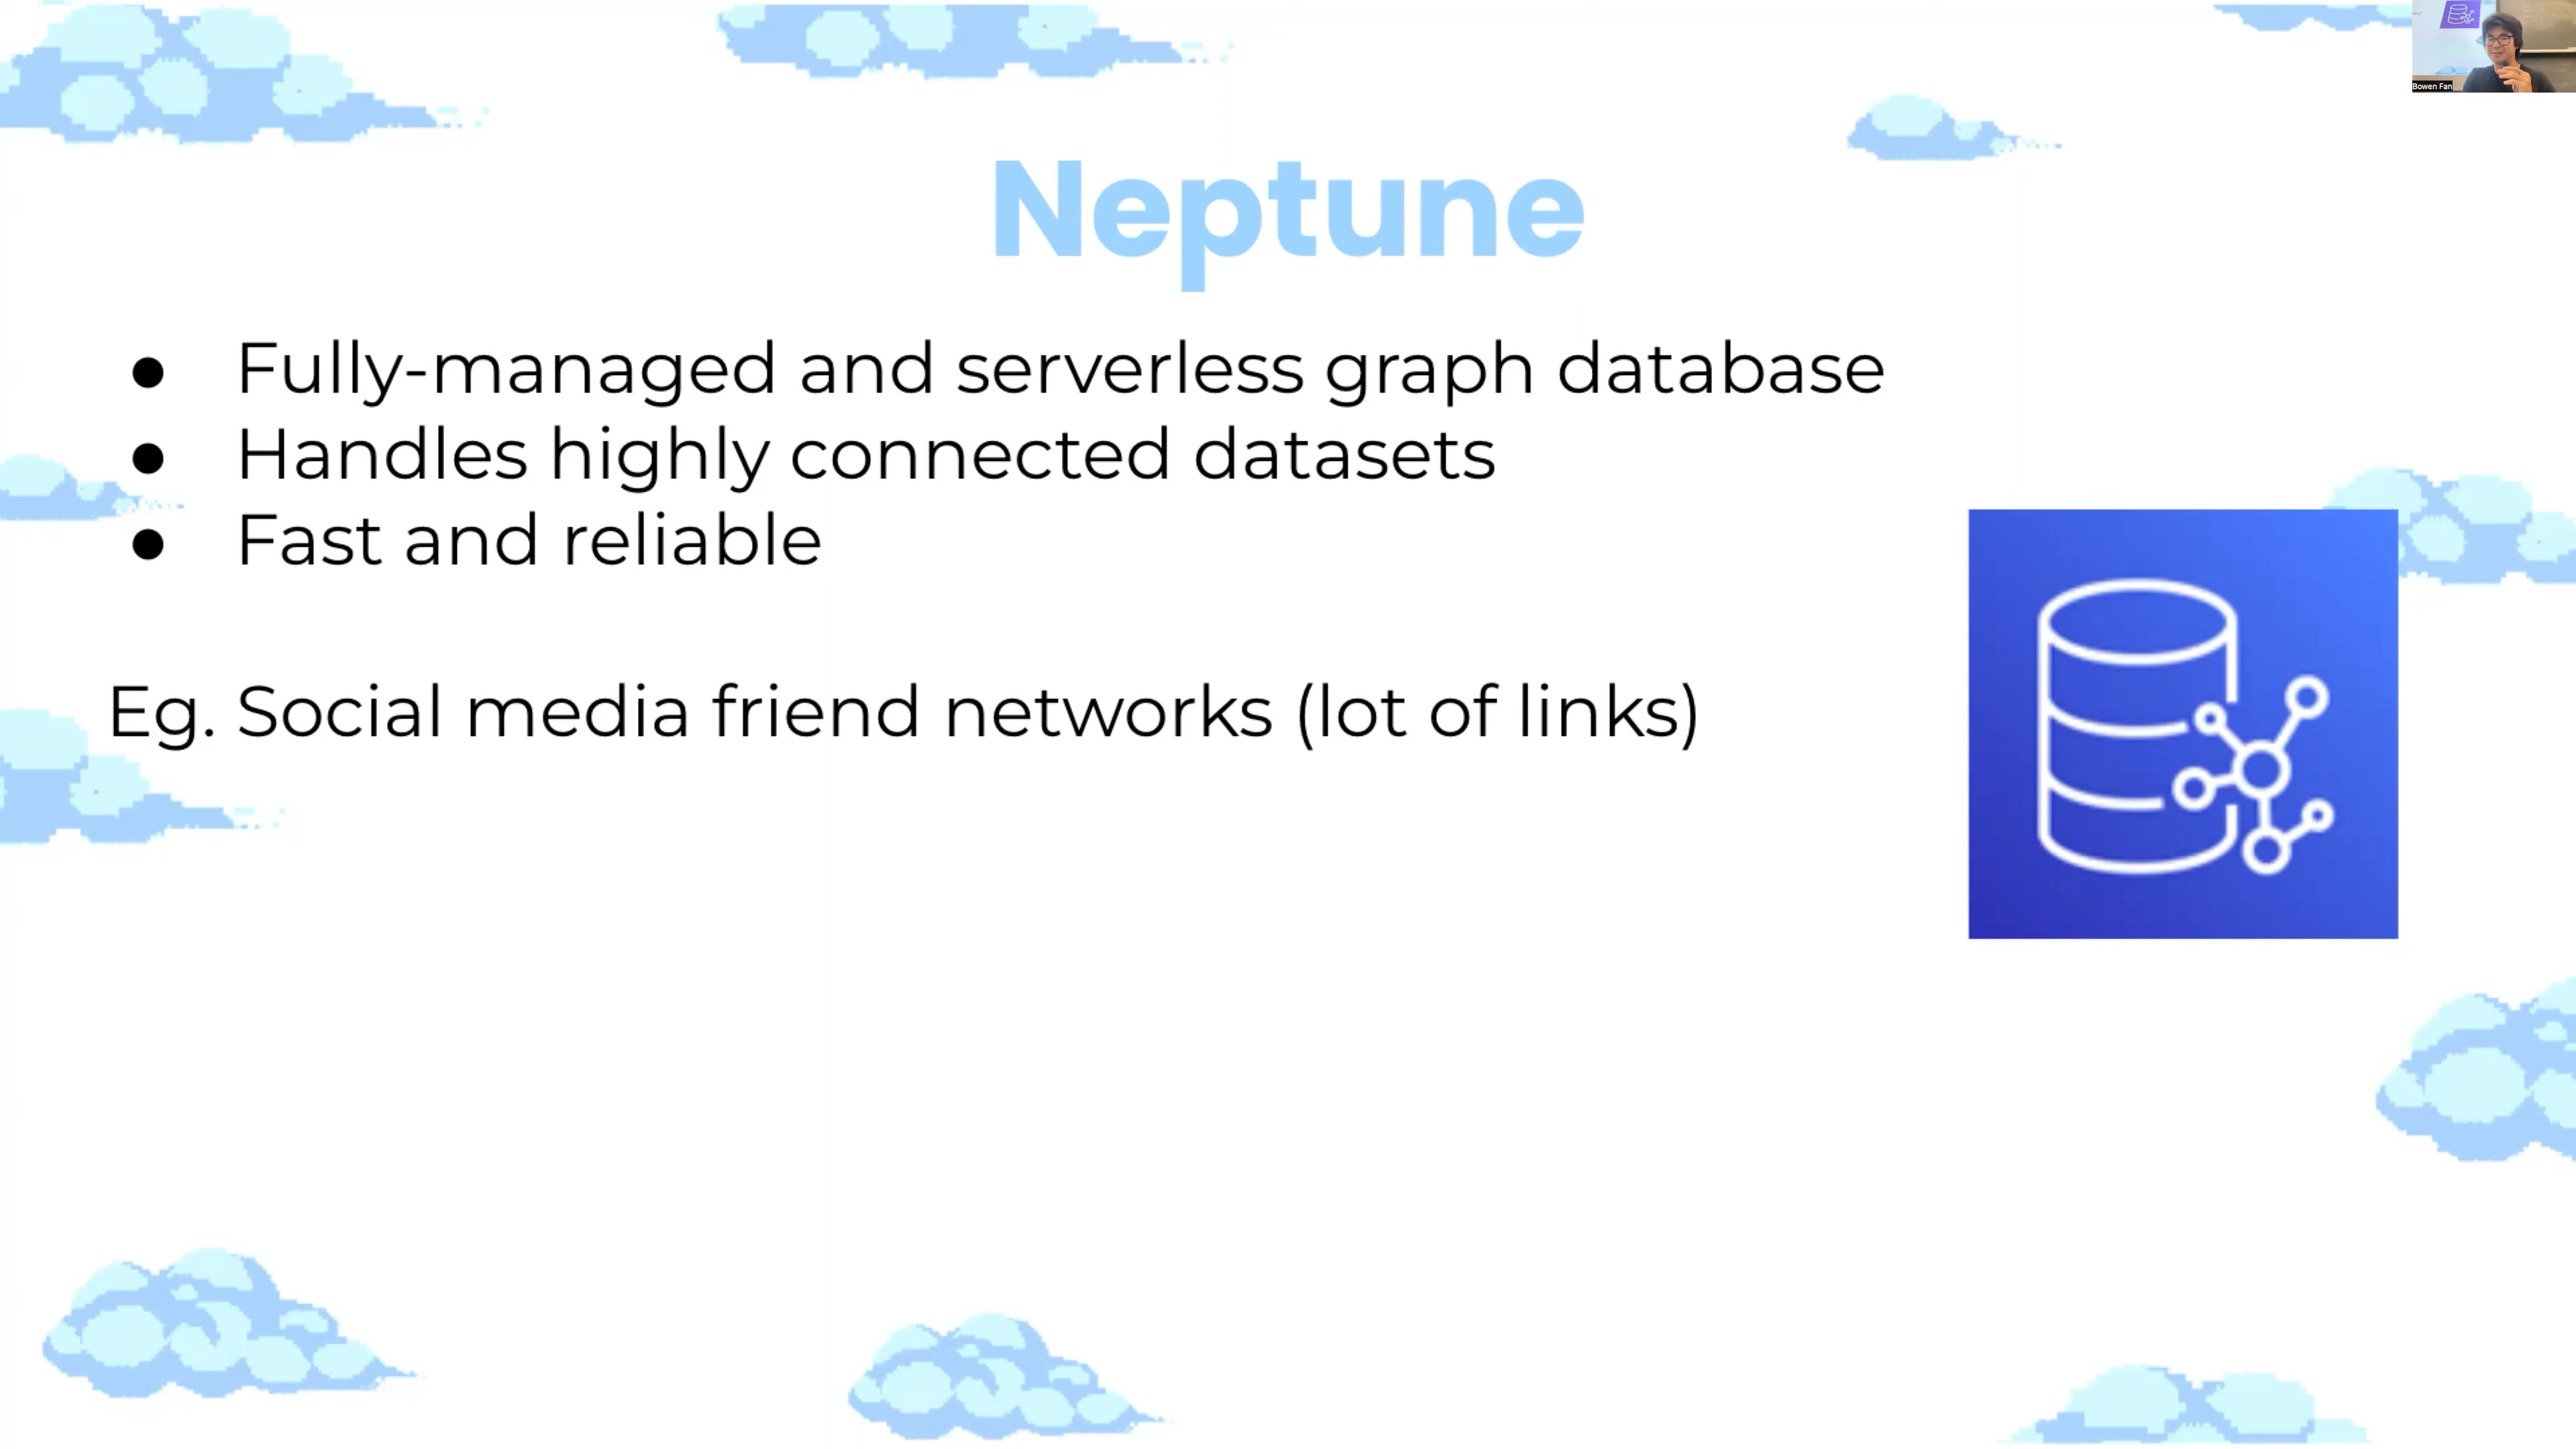 Neptune
● Fully-managed and serverless graph database
● Handles highly connected datasets
● Fast and reliable
Eg. Social media friend networks (lot of links)
Bowen Fan